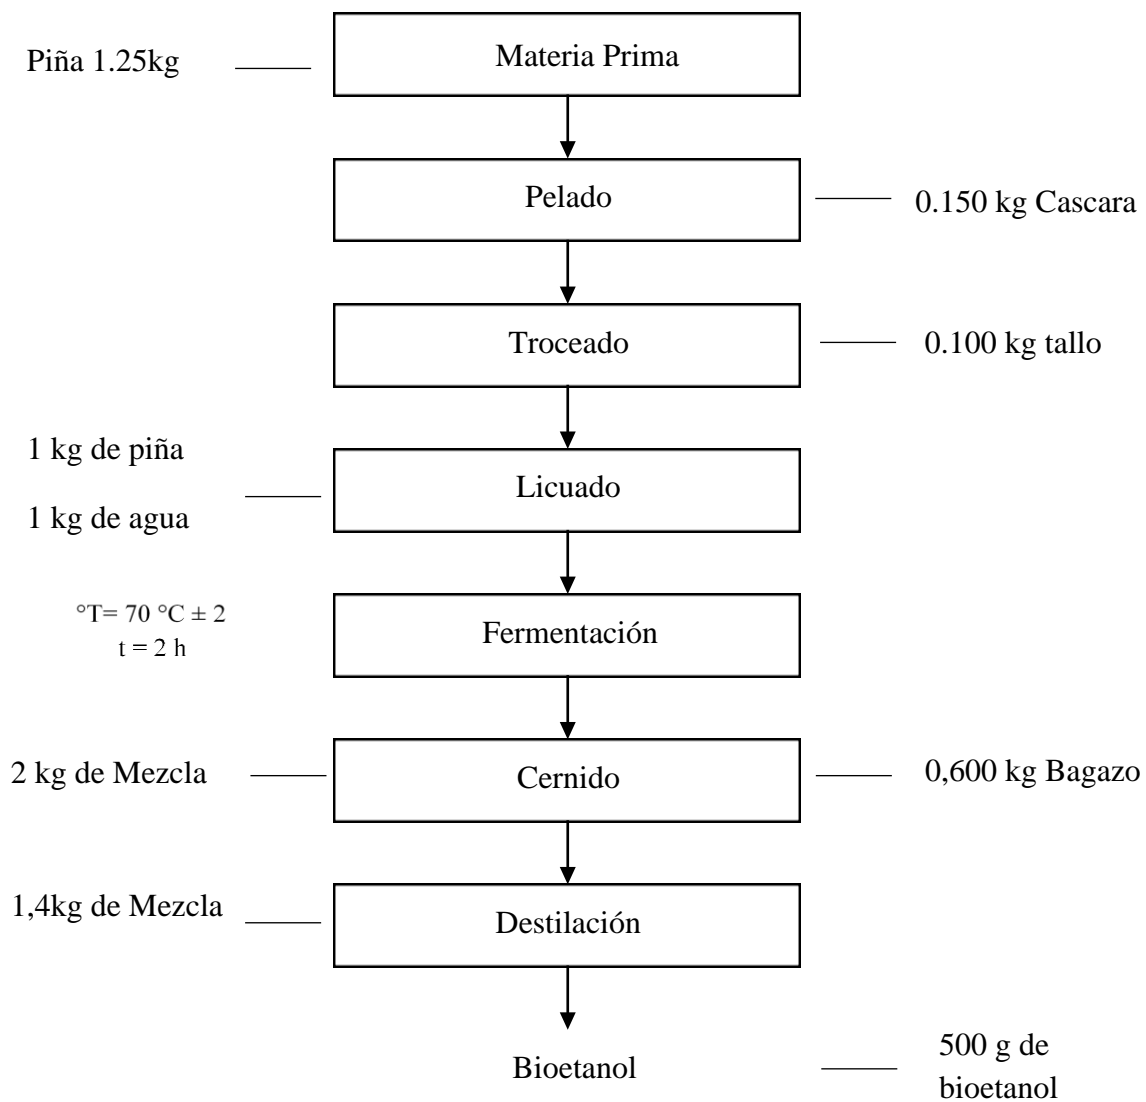 Piña 1.25kg
Materia Prima
Pelado
0.150 kg Cascara
Troceado
0.100 kg tallo
1 kg de piña
1 kg de agua
Licuado
°T= 70 °C ± 2
t = 2 h
Fermentación
2 kg de Mezcla
Cernido
0,600 kg Bagazo
1,4kg de Mezcla
Destilación
Bioetanol
500 g de
bioetanol